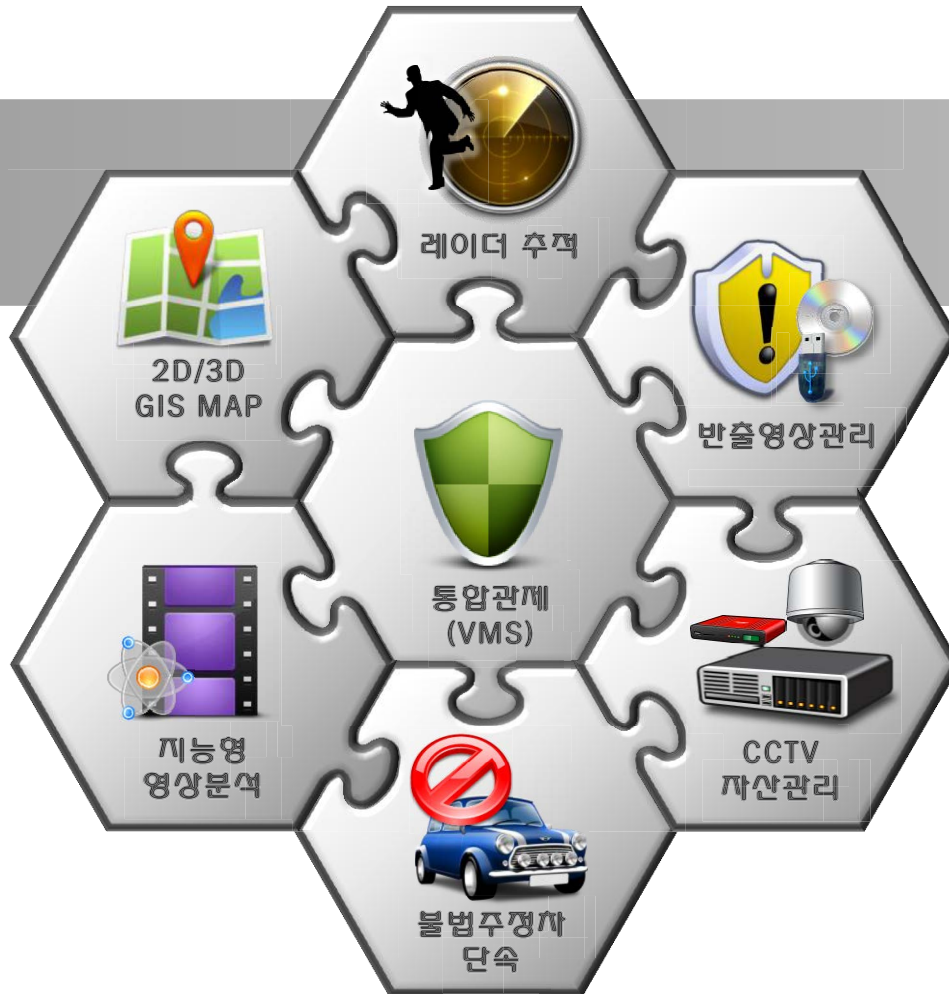 레이더 추적
2D/3D
GIS MAP
반출영상관리
통합관제
(VMS)
지능형
영상분석
CCTV
자산관리
불법주정차
단속